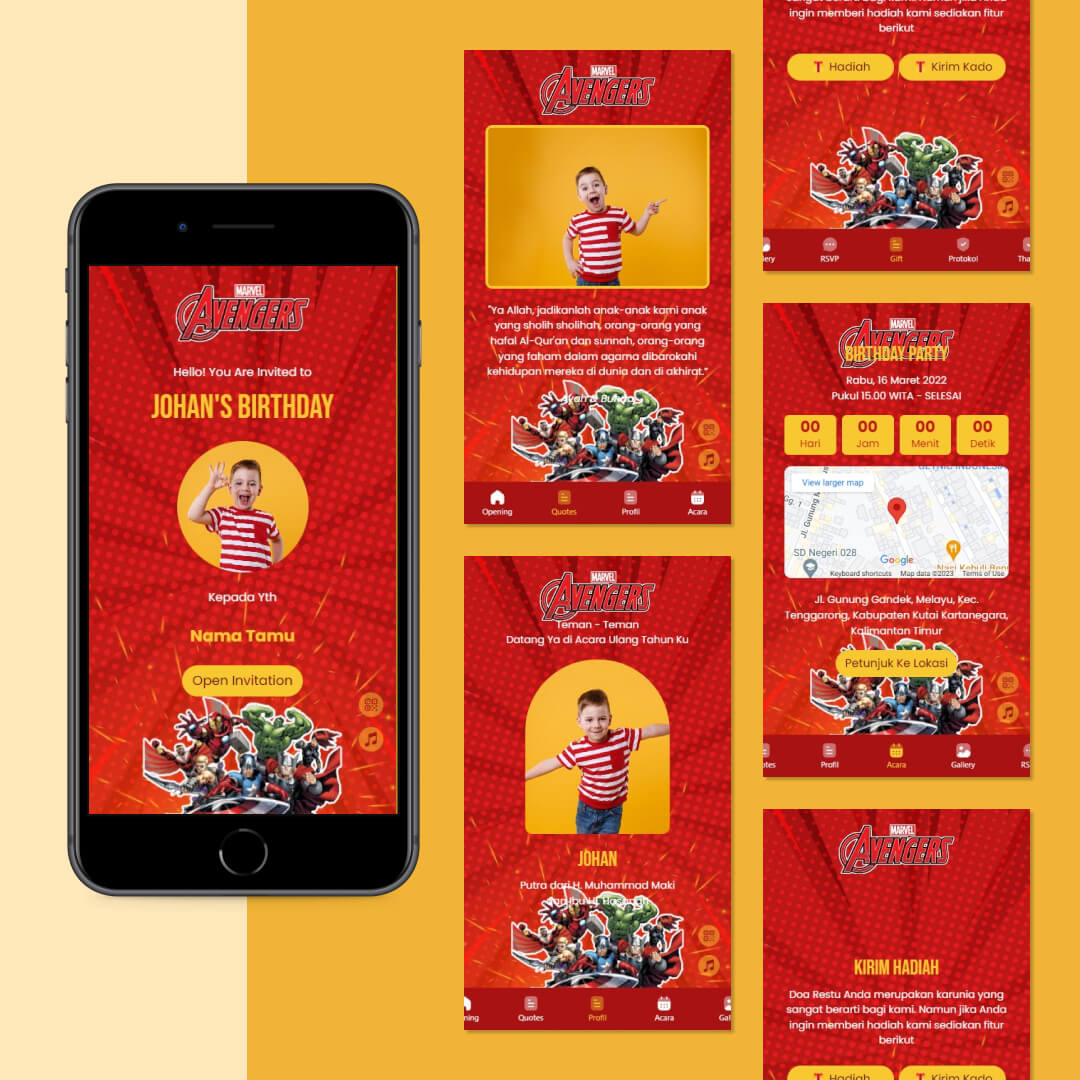 MARVEL
AVENGERS
Hello! You Are Invited to
JOHAN'S BIRTHDAY
Kepada Yth
Nama Tamu
Open Invitation
MARVEL
AVENGERS
"Ya Allah, jadikanlah anak-anak kami anak
yang sholih sholihah, orang-orang yang
hafal Al-Qur'an dan sunnah, orang-orang
yang faham dalam agama dibarokahi
kehidupan mereka di dunia dan di akhirat."
Ayah & Bunda
Opening
Quotes
Profil
Acara
MARVEL
AVENGERS
Teman - Teman
Datang Ya di Acara Ulang Tahun Ku
JOHAN
Putra dari H. Muhammad Maki
dan Ibu Hj. Hasanah
ning
Quotes
Profil
Acara
Gal
ingin memberi hadiah kami sediakan fitur
berikut
Hadiah
Kirim Kado
lery
RSVP
Gift
Protokol
Tha
MARVEL
AVENGERS
BIRTHDAY PARTY
Rabu, 16 Maret 2022
Pukul 15.00 WITA - SELESAI
00 00 00 00
Hari Jam Menit Detik
View larger map
Sg. 7
Jl. Gunung
SD Negeri 028
Google
Nasi Kebuli
Keyboard shortcuts Map data ©2023 Terms of Use
Jl. Gunung Gandek, Melayu, Kec.
Tenggarong, Kabupaten Kutai Kartanegara,
Kalimantan Timur
Petunjuk Ke Lokasi
otes
Profil
Acara
Gallery
RS
MARVEL
AVENGERS
KIRIM HADIAH
Doa Restu Anda merupakan karunia yang
sangat berarti bagi kami. Namun jika Anda
ingin memberi hadiah kami sediakan fitur
berikut
Hadiah
Kirim Kado